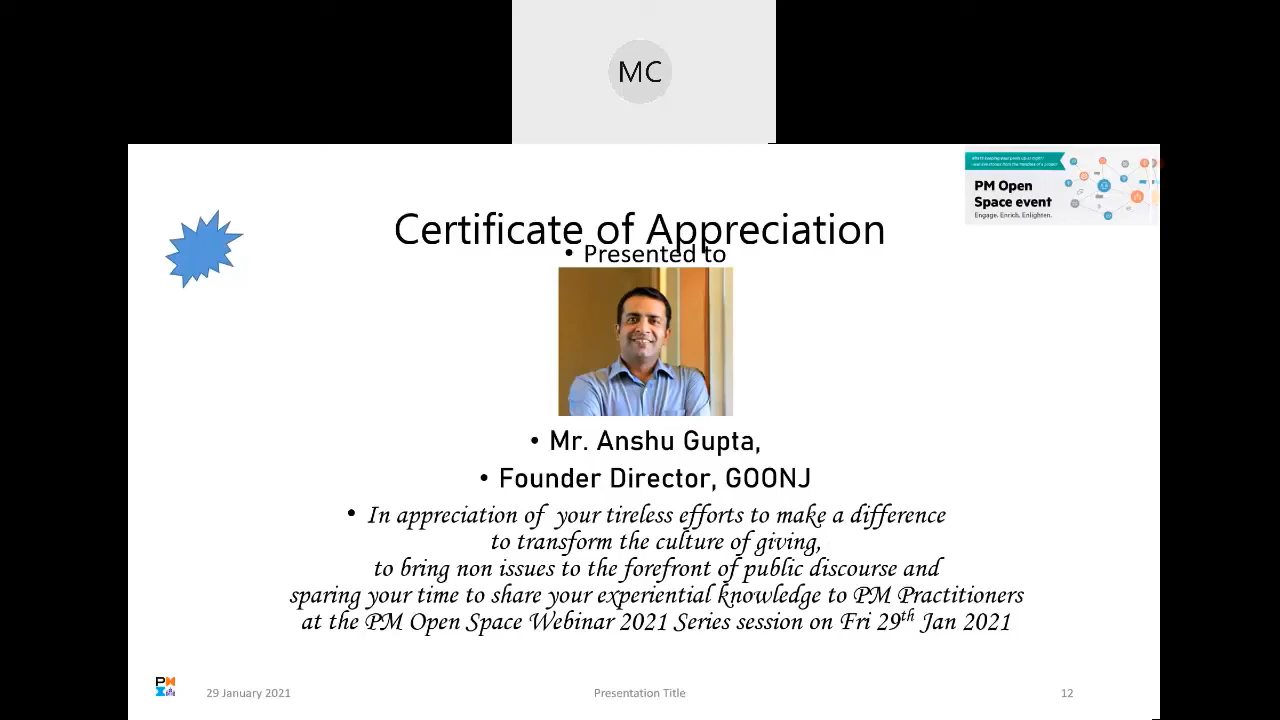 MC
PM Open
Space event
Engage. Enrich. Enlighten.
Certificate of Appreciation
• Presented to
• Mr. Anshu Gupta,
• Founder Director, GOONJ
• In appreciation of your tireless efforts to make a difference
to transform the culture of giving,
to bring non issues to the forefront of public discourse and
sparing your time to share your experiential knowledge to PM Practitioners
at the PM Open Space Webinar 2021 Series session on Fri 29th Jan 2021
29 January 2021
Presentation Title
12